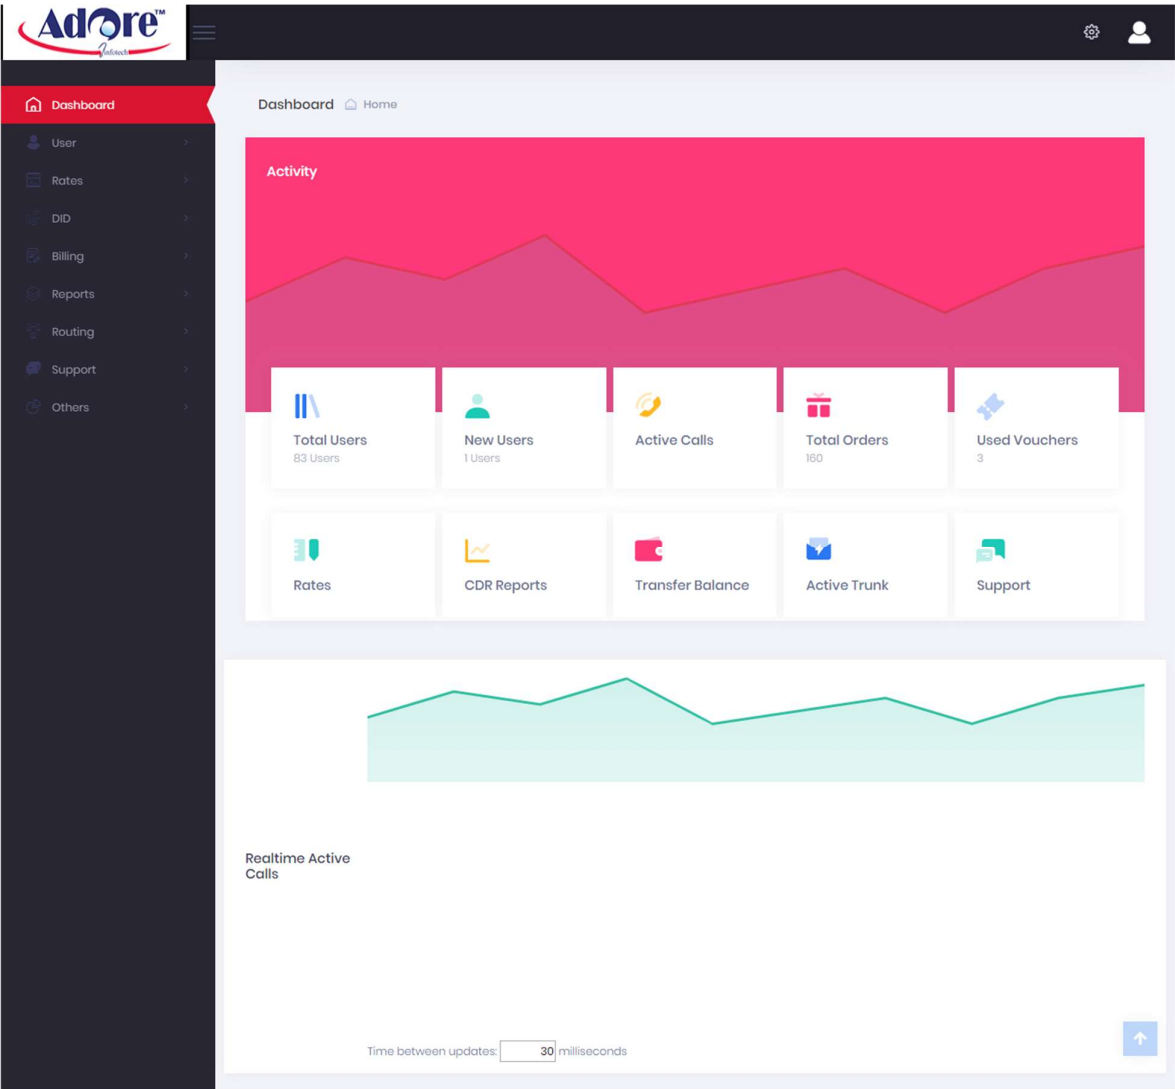 Adore™
Infotech
Dashboard
User
Rates
DID
Billing
Reports
Routing
Support
Others
Dashboard Home
Activity
Total Users
83 Users
New Users
1 Users
Active Calls
Total Orders
160
Used Vouchers
3
Rates
CDR Reports
Transfer Balance
Active Trunk
Support
Realtime Active
Calls
Time between updates: 30 milliseconds